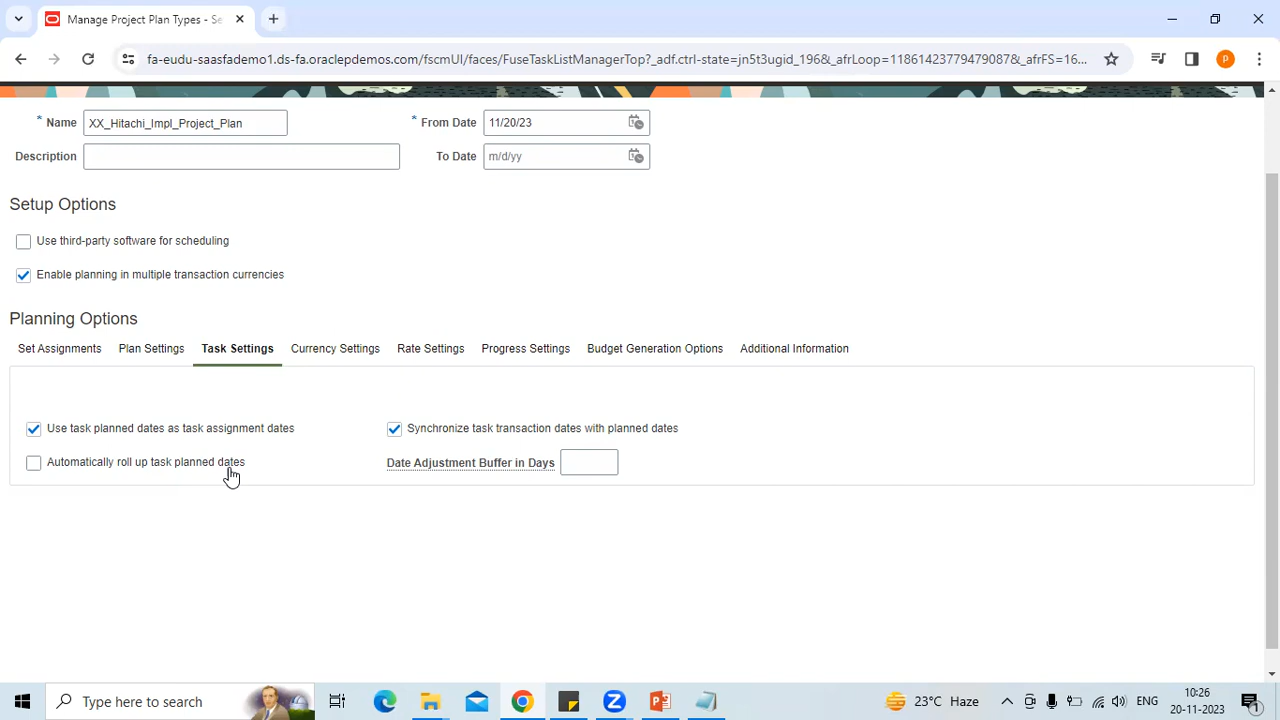 Manage Project Plan Types - Se
fa-eudu-saasfademo1.ds-fa.oraclepdemos.com/fscmUI/faces/FuseTaskListManagerTop?_adf.ctrl-state=jn5t3ugid_196&_afrLoop=11861423779479087&_afrFS=16...
P
* Name XX_Hitachi_Impl_Project_Plan * From Date 11/20/23
Description To Date m/d/yy
Setup Options
Use third-party software for scheduling
Enable planning in multiple transaction currencies
Planning Options
Set Assignments Plan Settings Task Settings Currency Settings Rate Settings Progress Settings Budget Generation Options Additional Information
Use task planned dates as task assignment dates Synchronize task transaction dates with planned dates
Automatically roll up task planned dates Date Adjustment Buffer in Days
Type here to search 23°C Haze ENG 10:26
20-11-2023 1